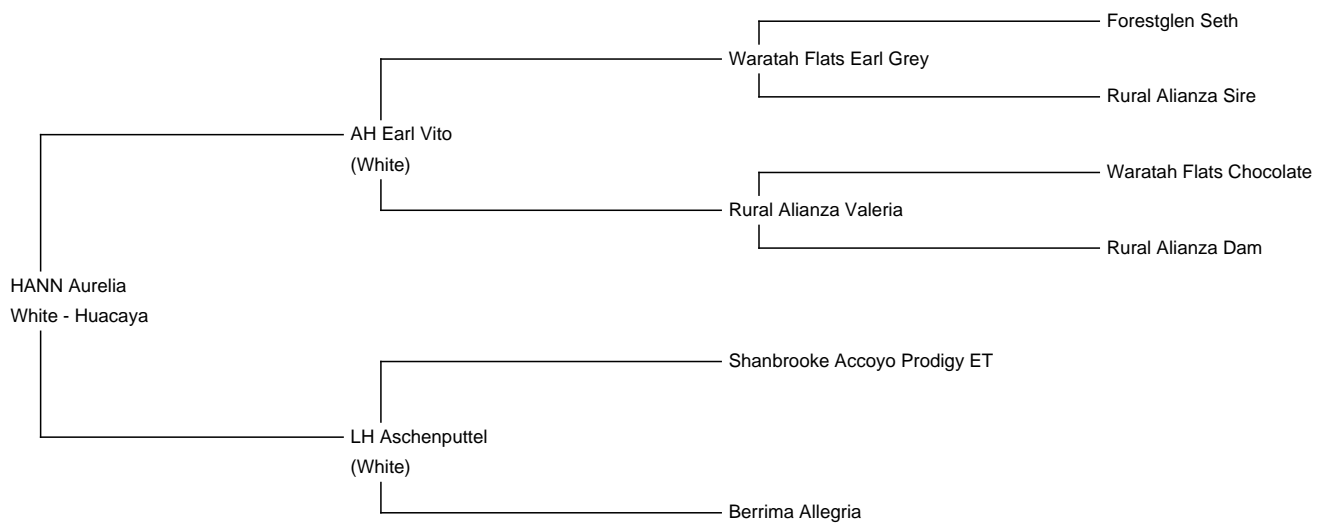 Forestglen Seth
Waratah Flats Earl Grey
Rural Alianza Sire
AH Earl Vito
(White)
Waratah Flats Chocolate
Rural Alianza Valeria
Rural Alianza Dam
HANN Aurelia
White - Huacaya
Shanbrooke Accoyo Prodigy ET
LH Aschenputtel
(White)
Berrima Allegria